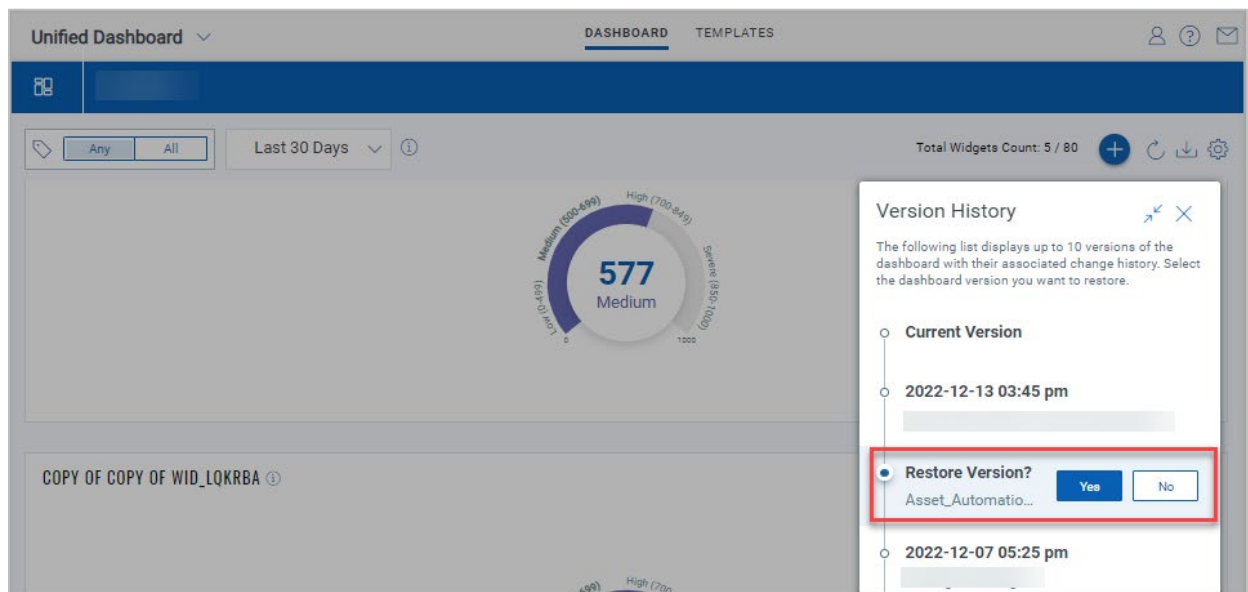 Unified Dashboard
DASHBOARD TEMPLATES
Any All Last 30 Days
Total Widgets Count: 5 / 80
Low (0-499)
Medium (500-699)
High (700-849)
Severe (850-1000)
577
Medium
0 1000
COPY OF COPY OF WID_LQKRBA
High (700
Version History
The following list displays up to 10 versions of the
dashboard with their associated change history. Select
the dashboard version you want to restore.
Current Version
2022-12-13 03:45 pm
Restore Version?
Asset_Automatio...
Yes No
2022-12-07 05:25 pm